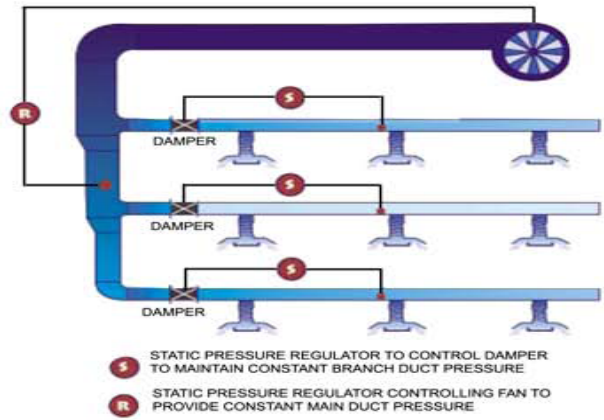 S
R
DAMPER
S
DAMPER
S
DAMPER
S STATIC PRESSURE REGULATOR TO CONTROL DAMPER
TO MAINTAIN CONSTANT BRANCH DUCT PRESSURE
R STATIC PRESSURE REGULATOR CONTROLLING FAN TO
PROVIDE CONSTANT MAIN DUCT PRESSURE